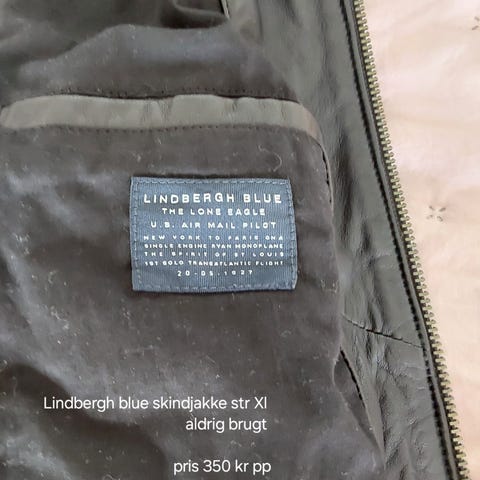 LINDBERGH BLUE
THE LONE EAGLE
U.S. AIR MAIL PILOT
NEW YORK TO PARIS ON A
SINGLE ENGINE RYAN MONOPLANE
THE SPIRIT OF ST LOUIS
1ST SOLO TRANSATLANTIC FLIGHT
20-05-1927
Lindbergh blue skindjakke str Xl
aldrig brugt
pris 350 kr pp